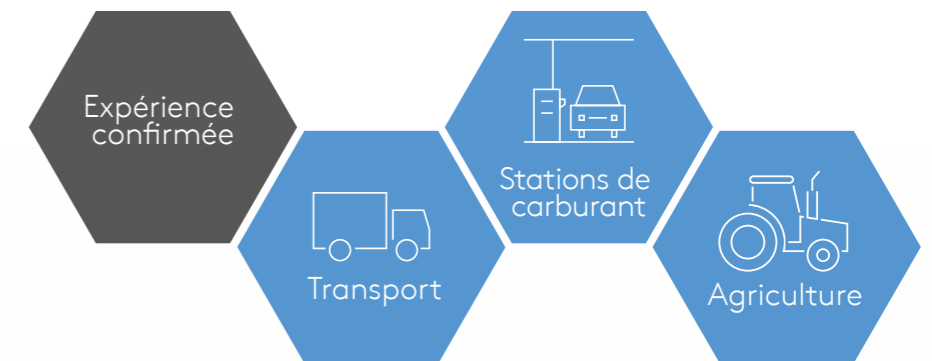 Expérience
confirmée
Transport
Stations de
carburant
Agriculture